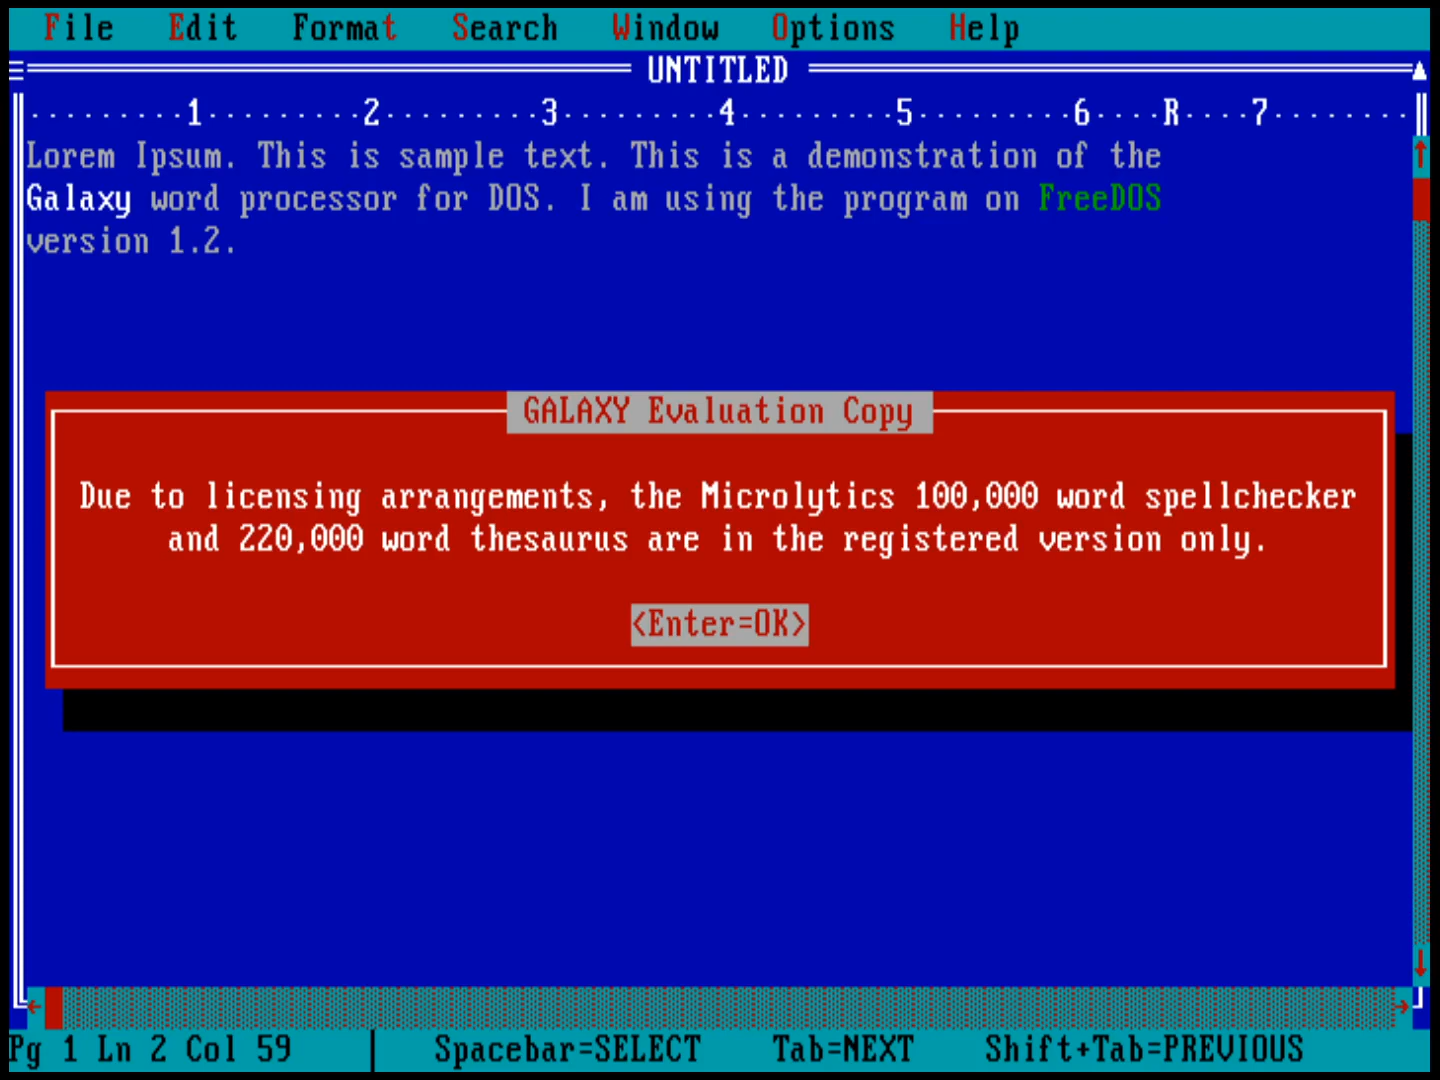 File Edit Format Search Window Options Help
UNTITLED
.........1.........2.........3.........4.........5.........6....R....7........
Lorem Ipsum. This is sample text. This is a demonstration of the
Galaxy word processor for DOS. I am using the program on FreeDOS
version 1.2.
GALAXY Evaluation Copy
Due to licensing arrangements, the Microlytics 100,000 word spellchecker
and 220,000 word thesaurus are in the registered version only.
<Enter=OK>
Pg 1 Ln 2 Col 59 Spacebar=SELECT Tab=NEXT Shift+Tab=PREVIOUS